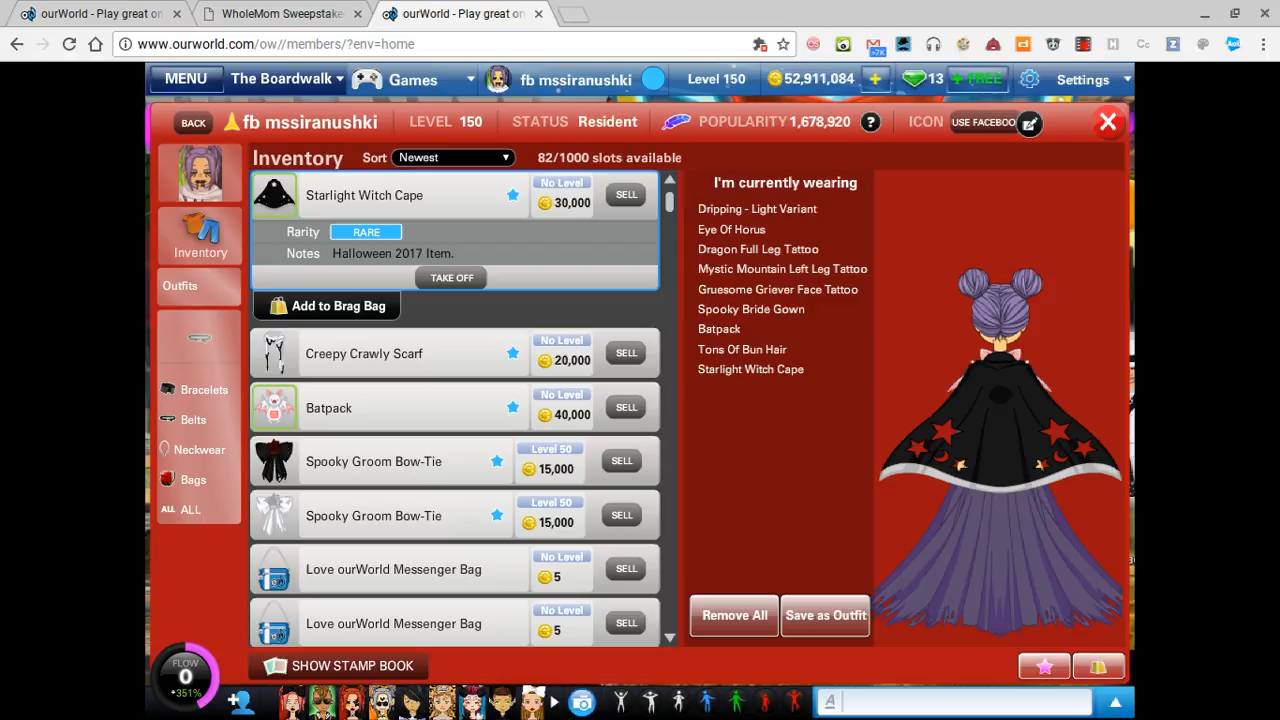 ourWorld - Play great on
WholeMom Sweepstake
ourWorld - Play great on
www.ourworld.com/ow//members/?env=home
+7K
Cc
Z
Aol
MENU
The Boardwalk
Games
fb mssiranushki
Level 150
52,911,084
+
13
+ FREE
Settings
BACK
fb mssiranushki
LEVEL 150
STATUS Resident
POPULARITY 1,678,920
?
ICON
USE FACEBOO
Inventory
Sort
Newest
82/1000 slots available
Inventory
Outfits
Bracelets
Belts
Neckwear
Bags
ALL ALL
Starlight Witch Cape
No Level
30,000
SELL
Rarity
RARE
Notes
Halloween 2017 Item.
TAKE OFF
Add to Brag Bag
Creepy Crawly Scarf
No Level
20,000
SELL
Batpack
No Level
40,000
SELL
Spooky Groom Bow-Tie
Level 50
15,000
SELL
Spooky Groom Bow-Tie
Level 50
15,000
SELL
Love ourWorld Messenger Bag
No Level
5
SELL
Love ourWorld Messenger Bag
No Level
5
SELL
I'm currently wearing
Dripping - Light Variant
Eye Of Horus
Dragon Full Leg Tattoo
Mystic Mountain Left Leg Tattoo
Gruesome Griever Face Tattoo
Spooky Bride Gown
Batpack
Tons Of Bun Hair
Starlight Witch Cape
Remove All
Save as Outfit
SHOW STAMP BOOK
FLOW
0
+351%
A